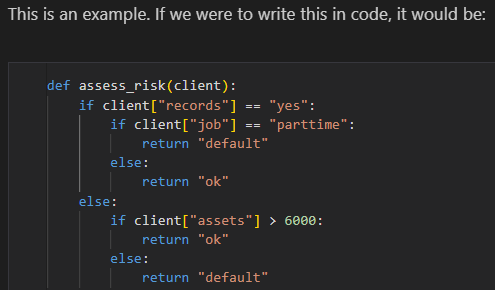 This is an example. If we were to write this in code, it would be:
def assess_risk(client):
    if client["records"] == "yes":
        if client["job"] == "parttime":
            return "default"
        else:
            return "ok"
    else:
        if client["assets"] > 6000:
            return "ok"
        else:
            return "default"